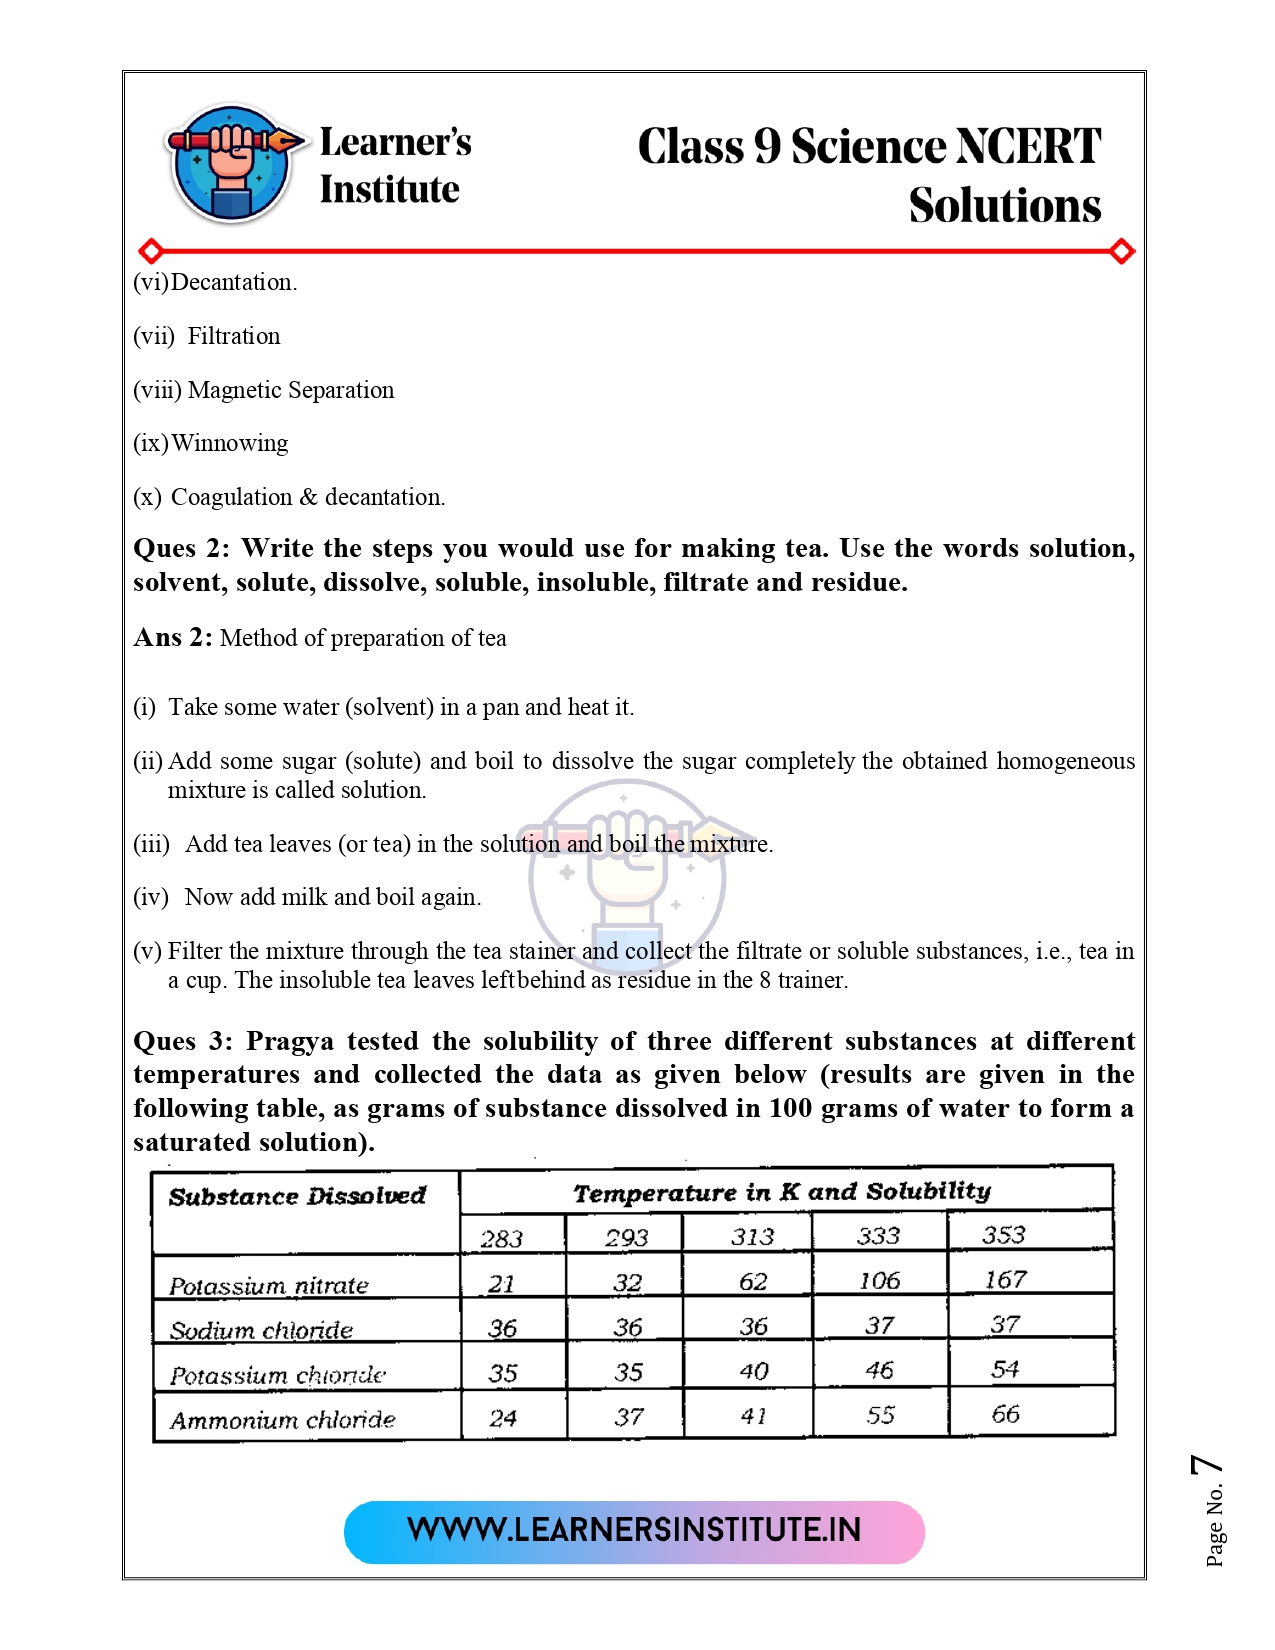 Learner's
Institute
Class 9 Science NCERT
Solutions
(vi) Decantation.
(vii) Filtration
(viii) Magnetic Separation
(ix) Winnowing
(x) Coagulation & decantation.
Ques 2: Write the steps you would use for making tea. Use the words solution,
solvent, solute, dissolve, soluble, insoluble, filtrate and residue.
Ans 2: Method of preparation of tea
(i) Take some water (solvent) in a pan and heat it.
(ii) Add some sugar (solute) and boil to dissolve the sugar completely the obtained homogeneous
mixture is called solution.
(iii) Add tea leaves (or tea) in the solution and boil the mixture.
(iv) Now add milk and boil again.
(v) Filter the mixture through the tea stainer and collect the filtrate or soluble substances, i.e., tea in
a cup. The insoluble tea leaves left behind as residue in the 8 trainer.
Ques 3: Pragya tested the solubility of three different substances at different
temperatures and collected the data as given below (results are given in the
following table, as grams of substance dissolved in 100 grams of water to form a
saturated solution).
Substance Dissolved Temperature in K and Solubility
283 293 313 333 353
Potassium nitrate 21 32 62 106 167
Sodium chloride 36 36 36 37 37
Potassium chloride 35 35 40 46 54
Ammonium chloride 24 37 41 55 66
WWW.LEARNERSINSTITUTE.IN
Page No. 7